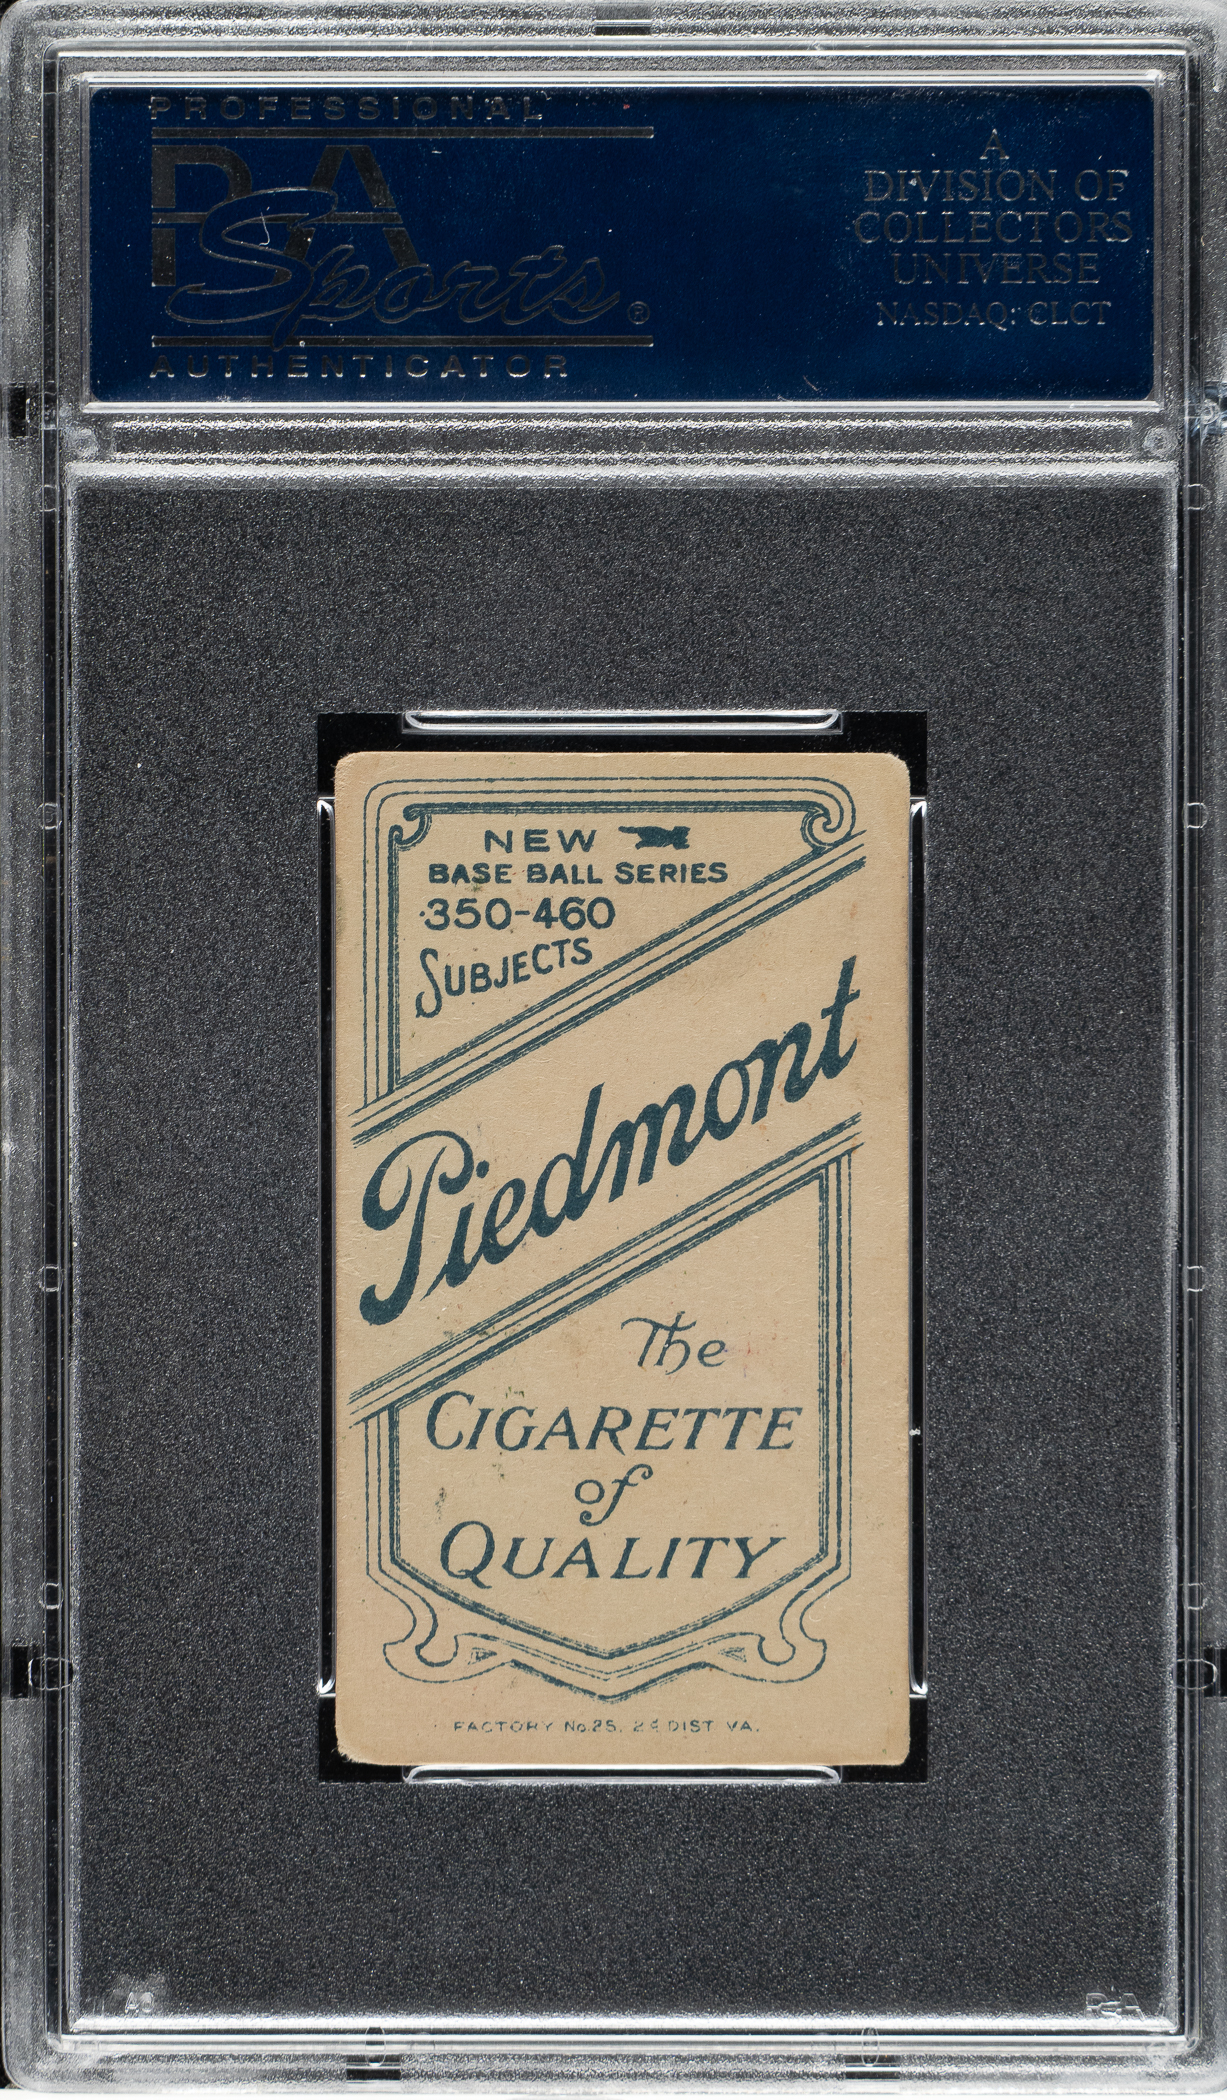 PROFESSIONAL
PSA
Sports®
AUTHENTICATOR
A
DIVISION OF
COLLECTORS
UNIVERSE
NASDAQ: CLCT
NEW
BASE BALL SERIES
350-460
SUBJECTS
Piedmont
The
CIGARETTE
of
QUALITY
FACTORY No. 25. 2d DIST VA.
PSA